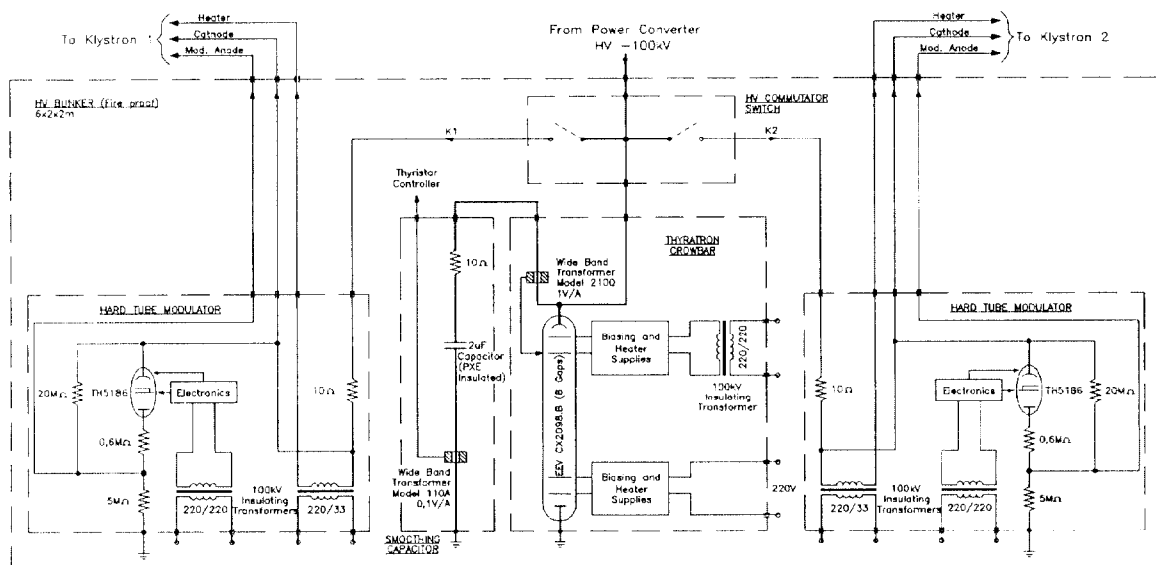 Heater
To Klystron 1
Cathode
Mod. Anode
From Power Converter
HV -100kV
Heater
Cathode
To Klystron 2
Mod. Anode
HV BUNKER (Fire proof)
6x2x2m
HV COMMUTATOR
SWITCH
K1
K2
Thyristor
Controller
THYRATRON
CROWBAR
10Ω
Wide Band
Transformer
Model 2100
1V/A
HARD TUBE MODULATOR
20MΩ
TH5186
Electronics
10Ω
0,6MΩ
5MΩ
100kV
Insulating
Transformers
220/220
220/33
2uF
Capacitor
(PXE
Insulated)
Wide Band
Transformer
Model 110A
0,1V/A
SMOOTHING
CAPACITOR
EEV CX2098.B (8 Gaps)
Biasing and
Heater
Supplies
220/220
100kV
Insulating
Transformer
Biasing and
Heater
Supplies
220V
HARD TUBE MODULATOR
10Ω
Electronics
TH5186
20MΩ
0,6MΩ
5MΩ
100kV
Insulating
Transformers
220/33
220/220